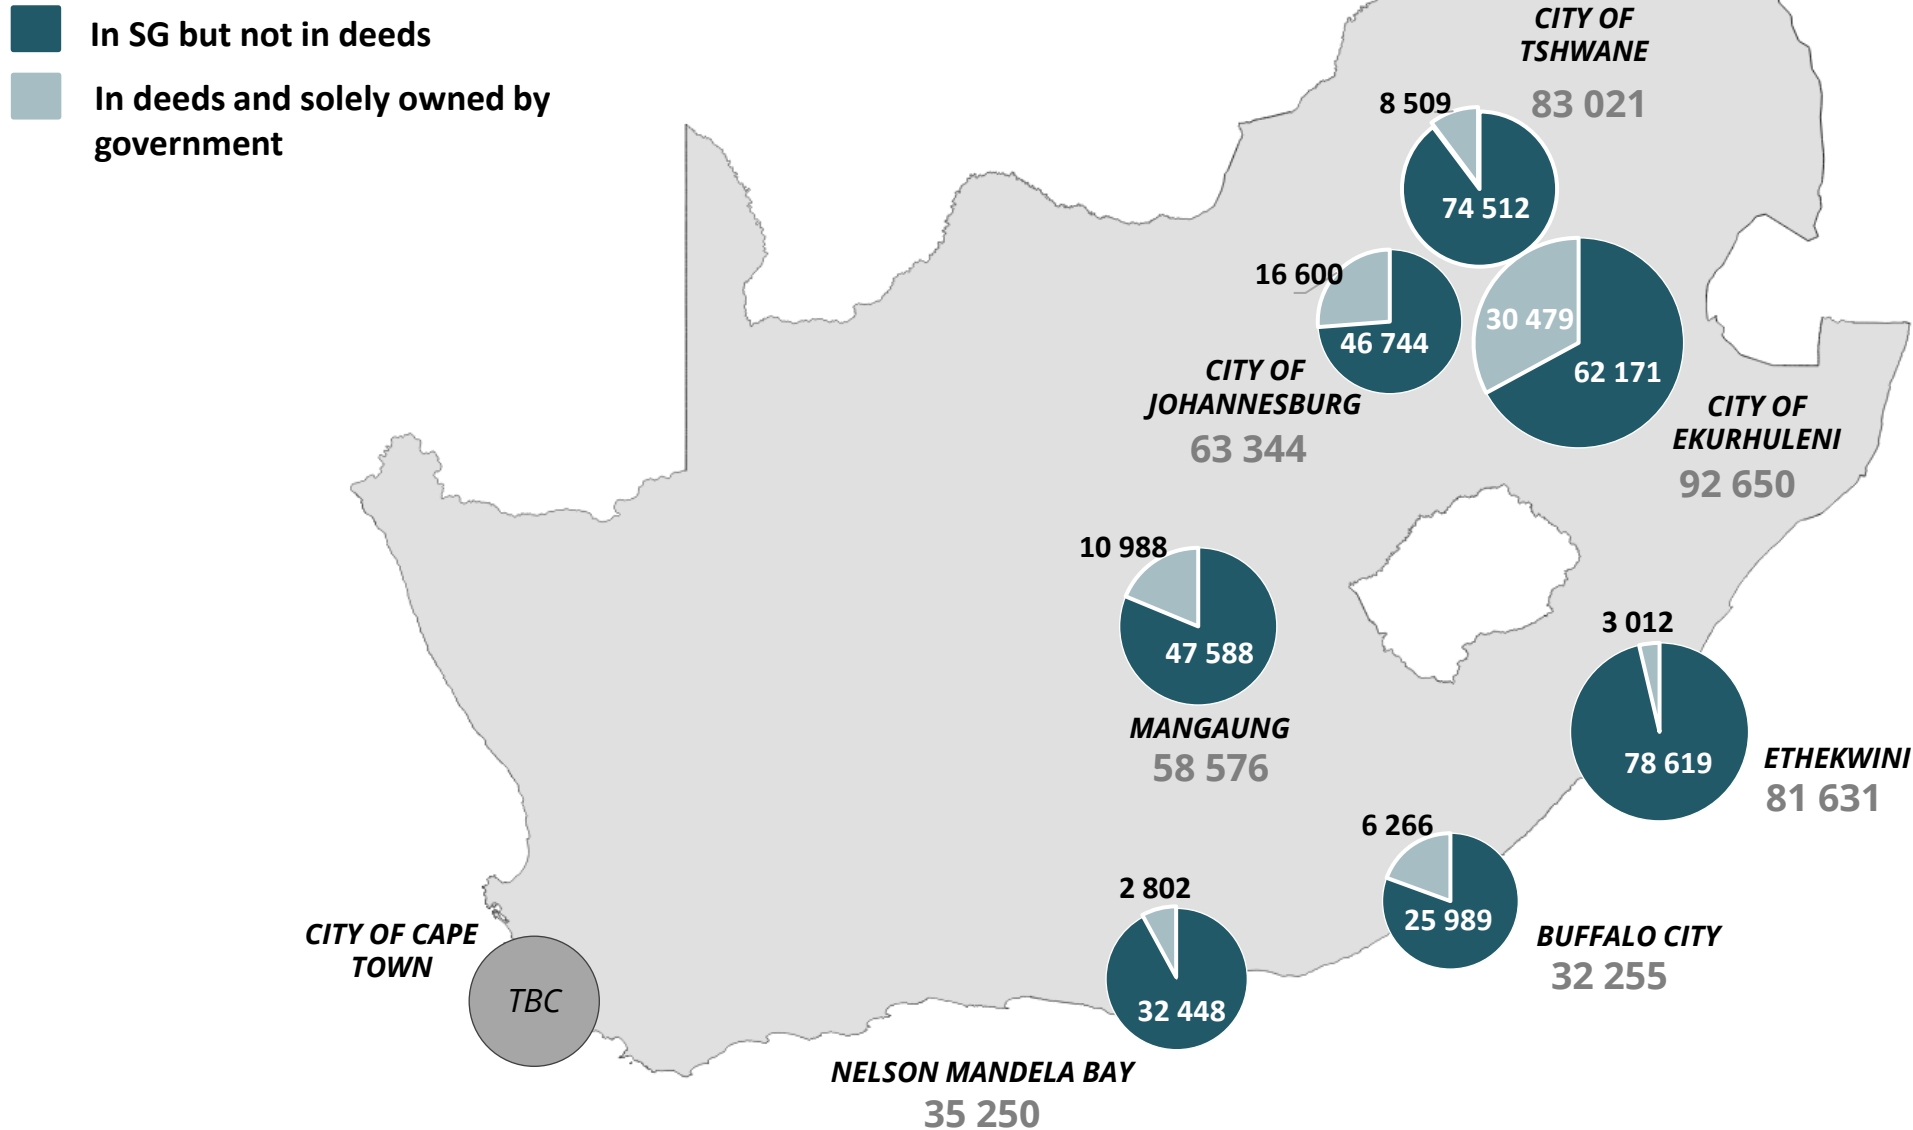 In SG but not in deeds
In deeds and solely owned by
government
CITY OF
TSHWANE
83 021
8 509
74 512
16 600
46 744
CITY OF
JOHANNESBURG
63 344
30 479
62 171
CITY OF
EKURHULENI
92 650
10 988
47 588
MANGAUNG
58 576
3 012
78 619
ETHEKWINI
81 631
6 266
25 989
BUFFALO CITY
32 255
2 802
32 448
NELSON MANDELA BAY
35 250
CITY OF CAPE
TOWN
TBC